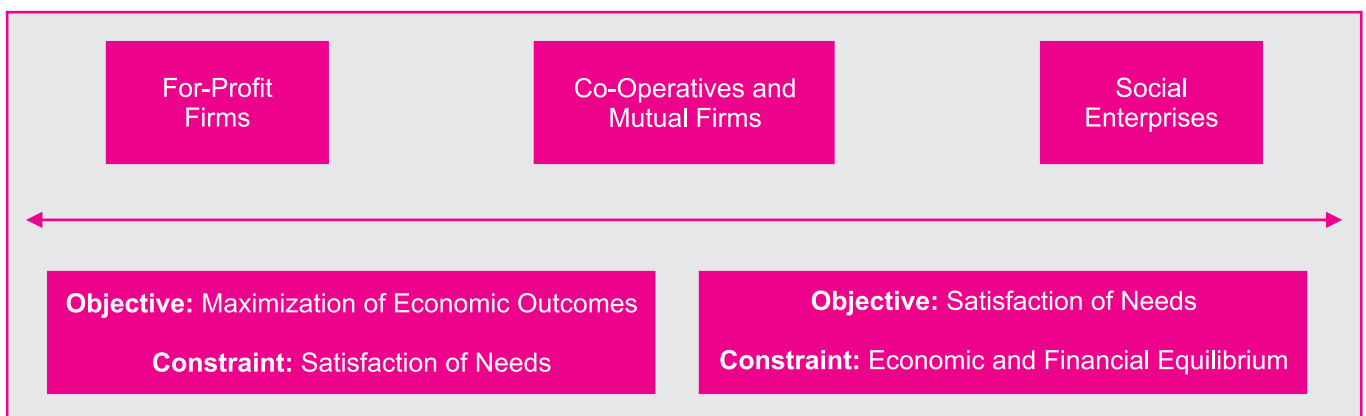 For-Profit
Firms
Co-Operatives and
Mutual Firms
Social
Enterprises
Objective: Maximization of Economic Outcomes
Constraint: Satisfaction of Needs
Objective: Satisfaction of Needs
Constraint: Economic and Financial Equilibrium